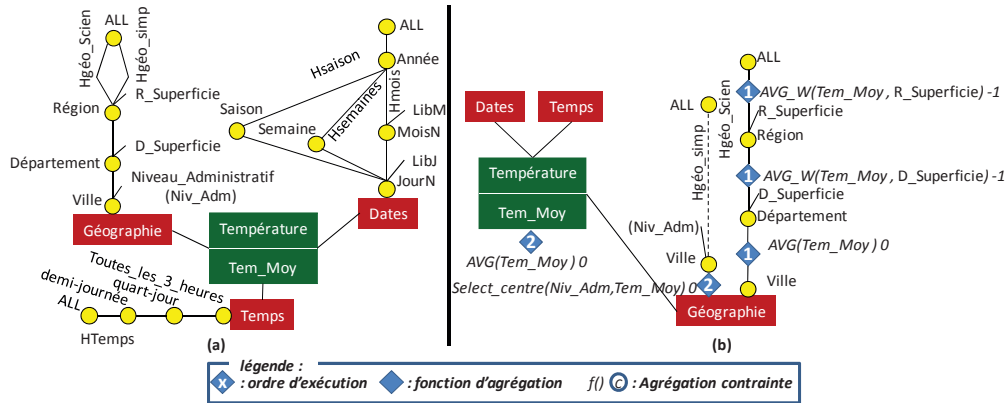 ALL
Hgéo_Scien
Hgéo_simp
Région
R_Superficie
Département
D_Superficie
Ville
Niveau_Administratif
(Niv_Adm)
Géographie
ALL
Année
Hsaison
Hsemaines
Hmois
Saison
Semaine
LibM
MoisN
LibJ
JourN
Dates
Température
Tem_Moy
Toutes_les_3_heures
quart-jour
demi-journée
ALL
HTemps
Temps
(a)
Dates
Temps
Température
Tem_Moy
2
AVG(Tem_Moy ) 0
ALL
Hgéo_simp
(Niv_Adm)
Ville
Select_centre(Niv_Adm,Tem_Moy) 0
2
Hgéo_Scien
ALL
1
AVG_W(Tem_Moy , R_Superficie) -1
R_Superficie
Région
1
AVG_W(Tem_Moy , D_Superficie) -1
D_Superficie
Département
1
AVG(Tem_Moy ) 0
Ville
Géographie
(b)
légende :
x : ordre d'exécution
: fonction d'agrégation
f() C : Agrégation contrainte